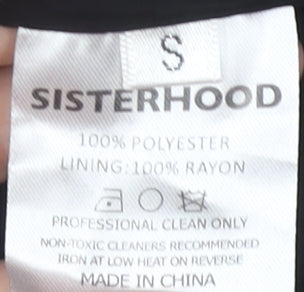 S
SISTERHOOD
100% POLYESTER
LINING:100% RAYON
PROFESSIONAL CLEAN ONLY
NON-TOXIC CLEANERS RECOMMENDED
IRON AT LOW HEAT ON REVERSE
MADE IN CHINA